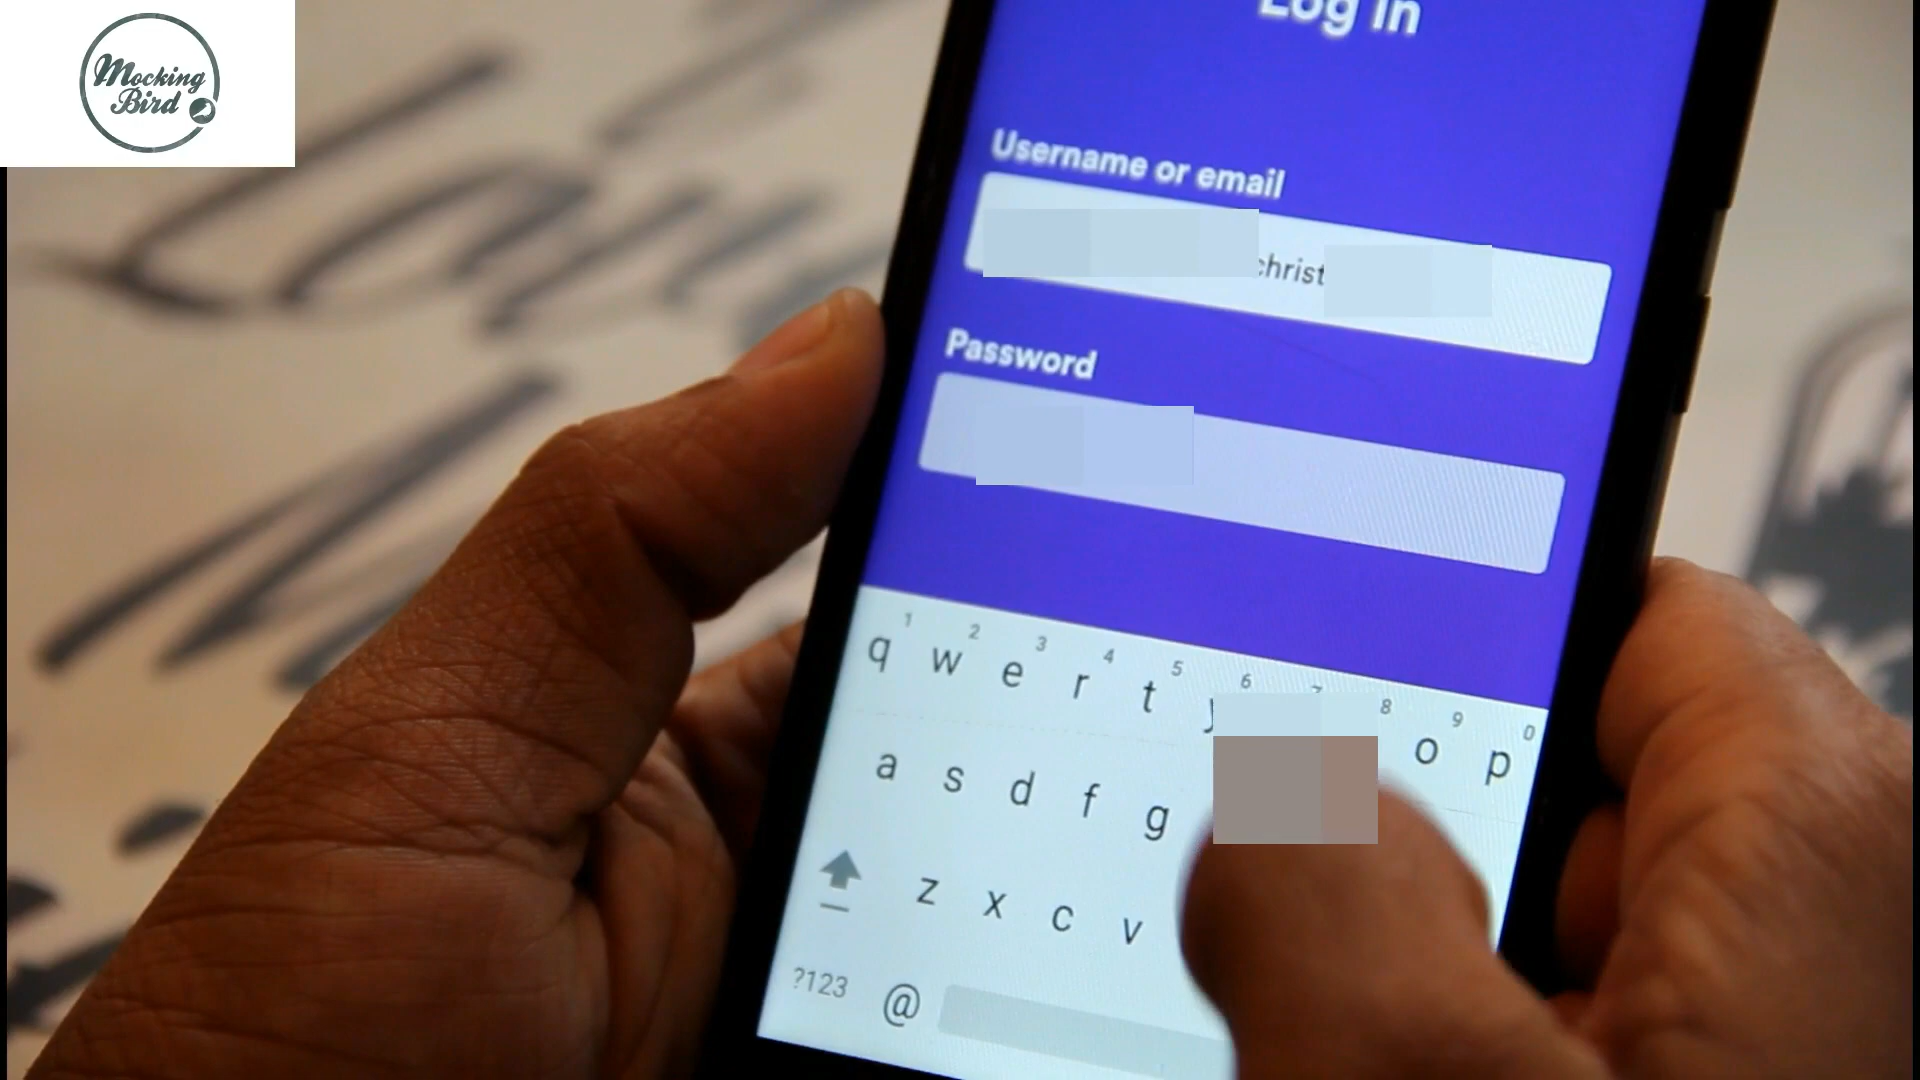 Mocking
Bird
Log In
Username or email
christ
Password
1 2 3 4 5 6 7 8 9 0
q w e r t y o p
a s d f g
z x c v
?123 @